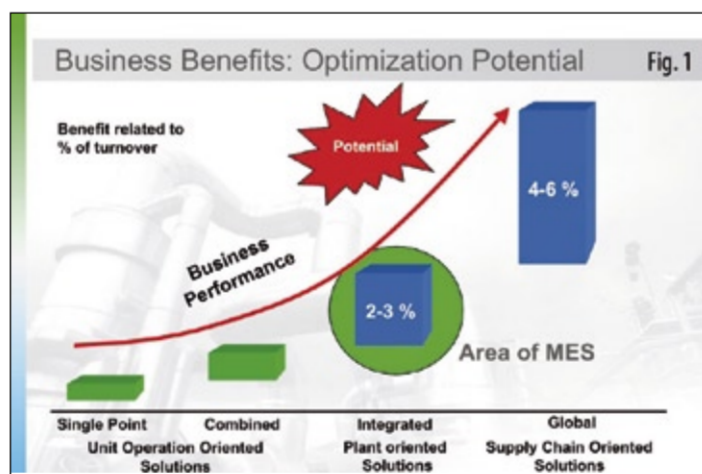 Business Benefits: Optimization Potential
Fig. 1
Benefit related to
% of turnover
Potential
4-6 %
Business
Performance
2-3 %
Area of MES
Single Point
Combined
Integrated
Global
Unit Operation Oriented
Solutions
Plant oriented
Solutions
Supply Chain Oriented
Solutions